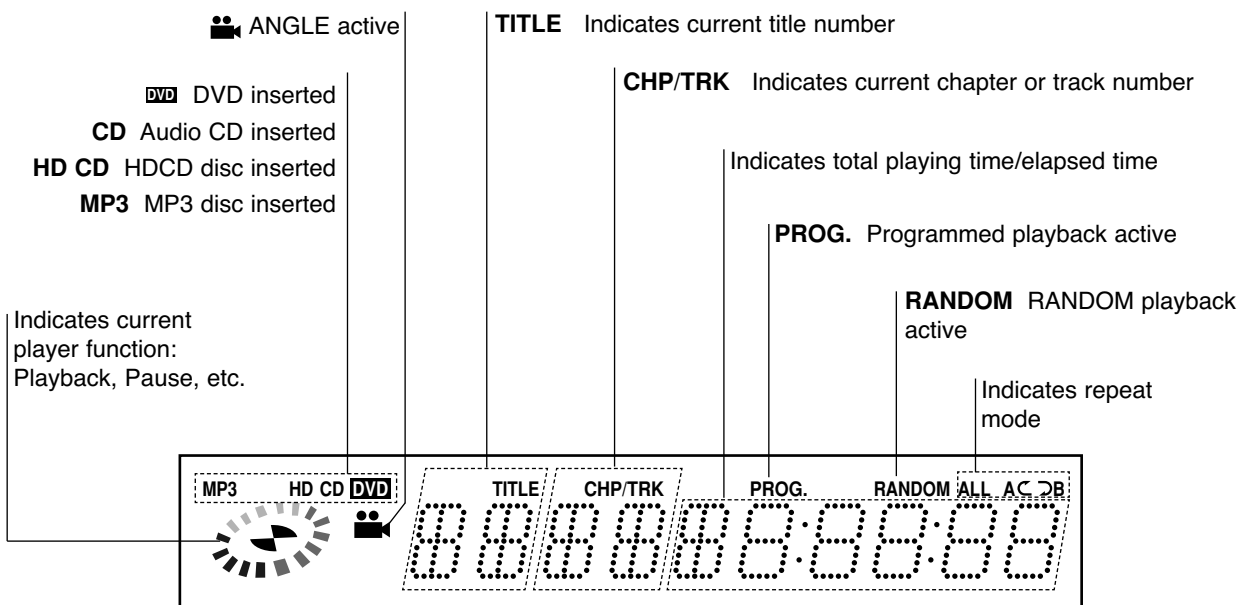 ANGLE active
TITLE Indicates current title number
CHP/TRK Indicates current chapter or track number
DVD DVD inserted
CD Audio CD inserted
HD CD HDCD disc inserted
MP3 MP3 disc inserted
Indicates total playing time/elapsed time
PROG. Programmed playback active
RANDOM RANDOM playback
active
Indicates current
player function:
Playback, Pause, etc.
Indicates repeat
mode
MP3 HD CD DVD TITLE CHP/TRK PROG. RANDOM ALL A B